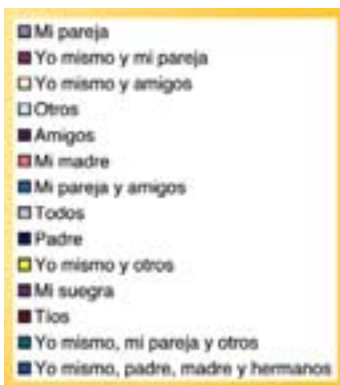 Mi pareja
Yo mismo y mi pareja
Yo mismo y amigos
Otros
Amigos
Mi madre
Mi pareja y amigos
Todos
Padre
Yo mismo y otros
Mi suegra
Tios
Yo mismo, mi pareja y otros
Yo mismo, padre, madre y hermanos